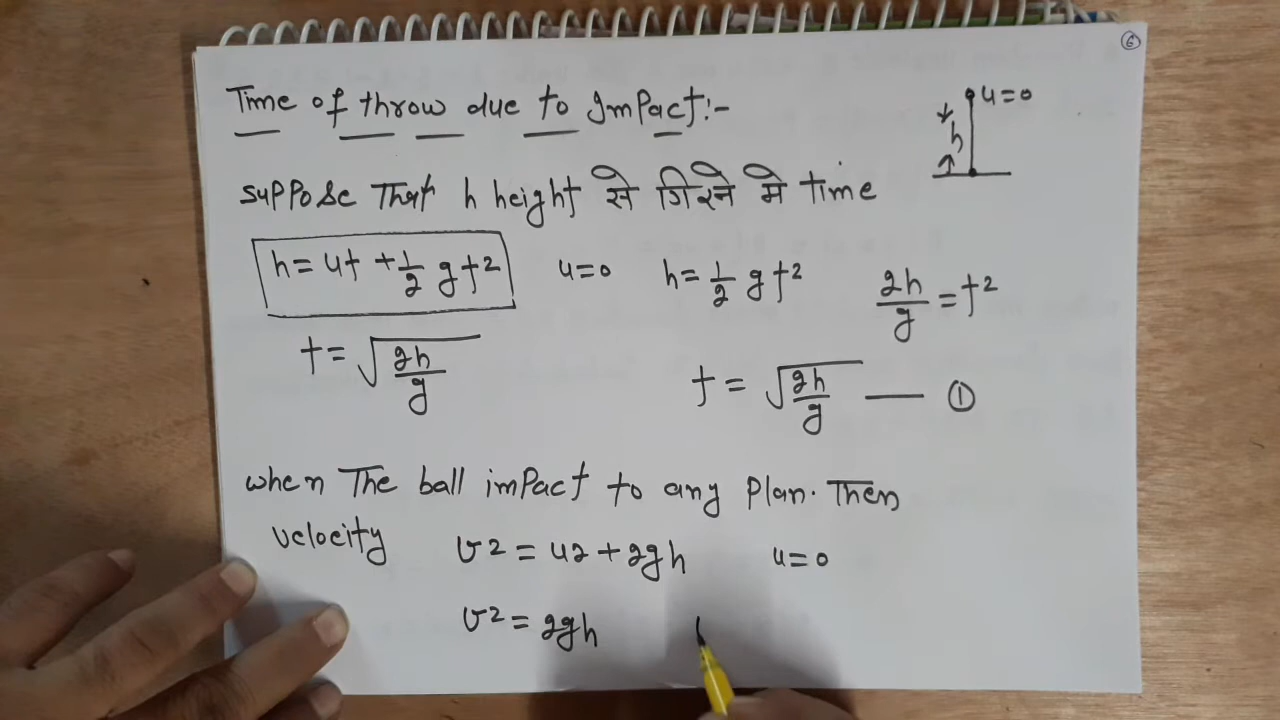 6
Time of throw due to Impact:-
u=0
h
Suppose That h height से गिरने मे time
h=ut+1/2 gt² u=0 h=1/2 gt² 2h/g=t²
t=√2h/g t=√2h/g — ①
when The ball impact to any Plan. Then
velocity v²=u²+2gh u=0
v²=2gh